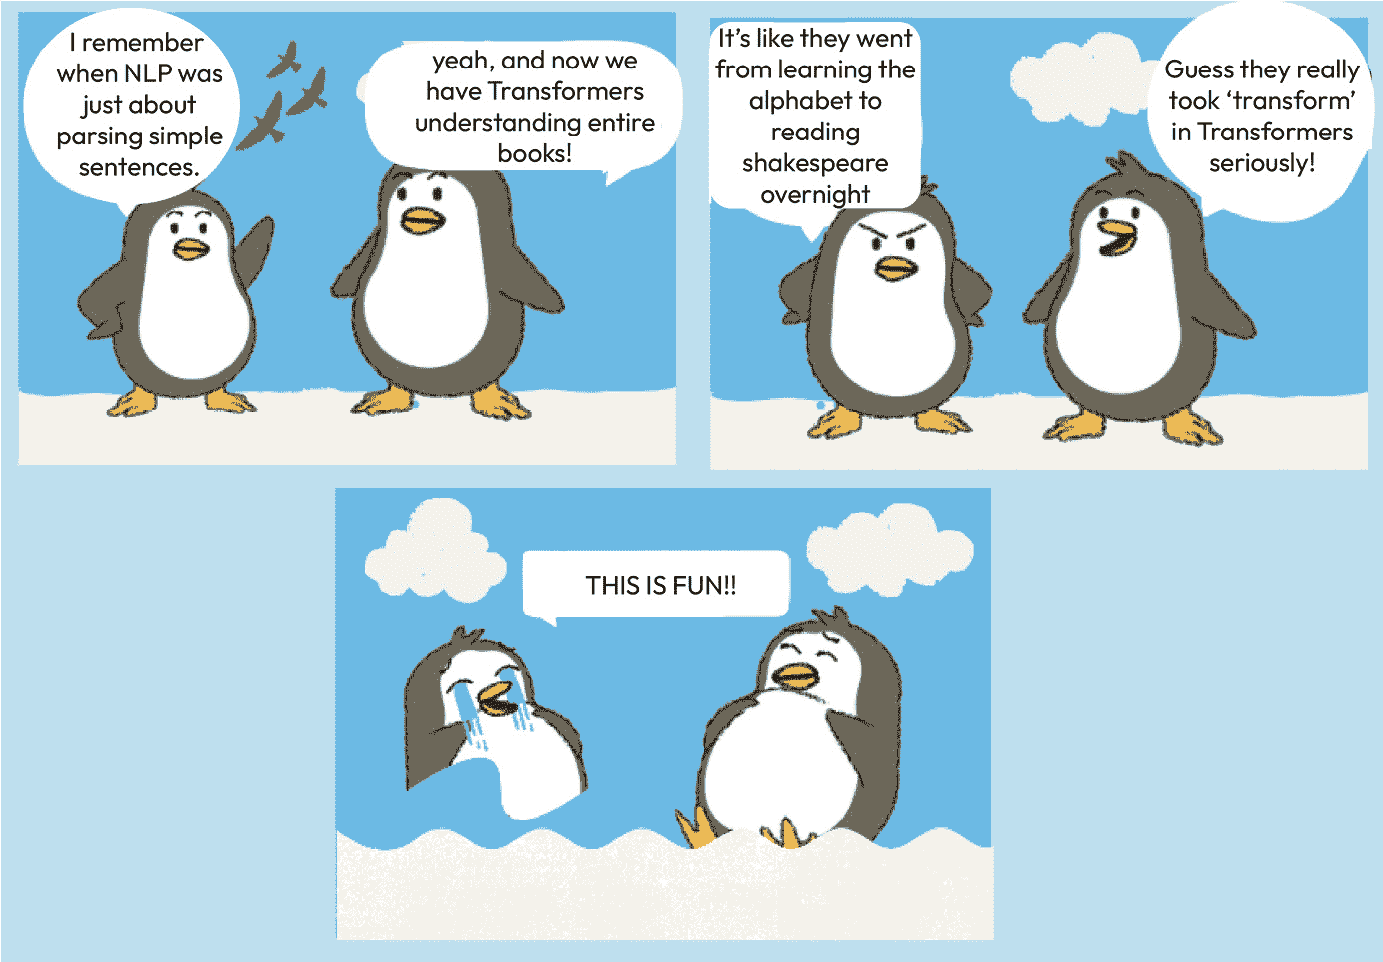 I remember
when NLP was
just about
parsing simple
sentences.
yeah, and now we
have Transformers
understanding entire
books!
It's like they went
from learning the
alphabet to
reading
shakespeare
overnight
Guess they really
took ‘transform’
in Transformers
seriously!
THIS IS FUN!!